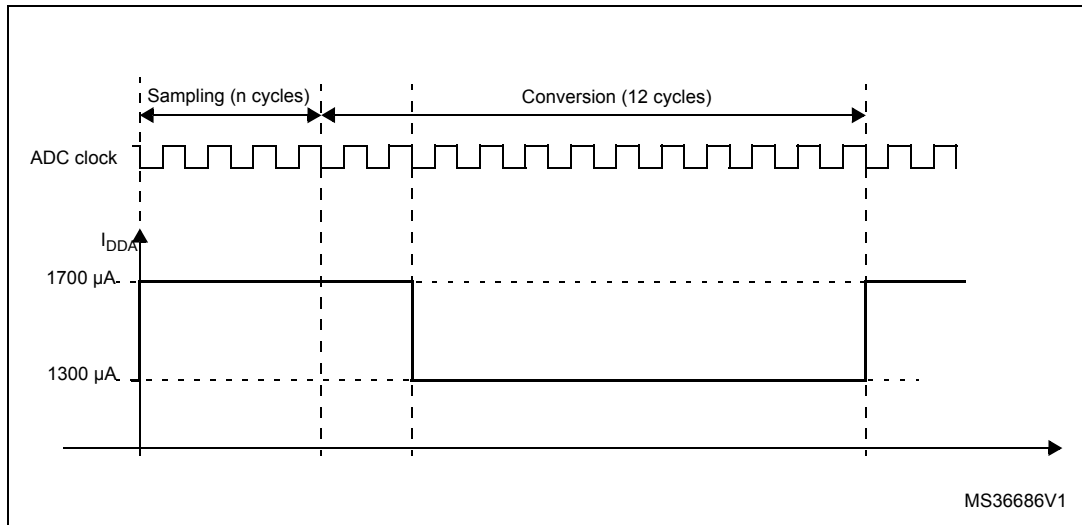 Sampling (n cycles)
Conversion (12 cycles)
ADC clock
IDDA
1700 µA
1300 µA
MS36686V1